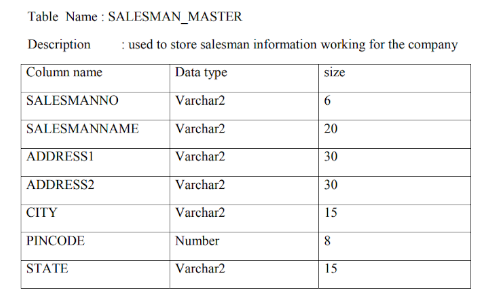 Table Name : SALESMAN_MASTER
Description : used to store salesman information working for the company
Column name Data type size
SALESMANNO Varchar2 6
SALESMANNAME Varchar2 20
ADDRESS1 Varchar2 30
ADDRESS2 Varchar2 30
CITY Varchar2 15
PINCODE Number 8
STATE Varchar2 15